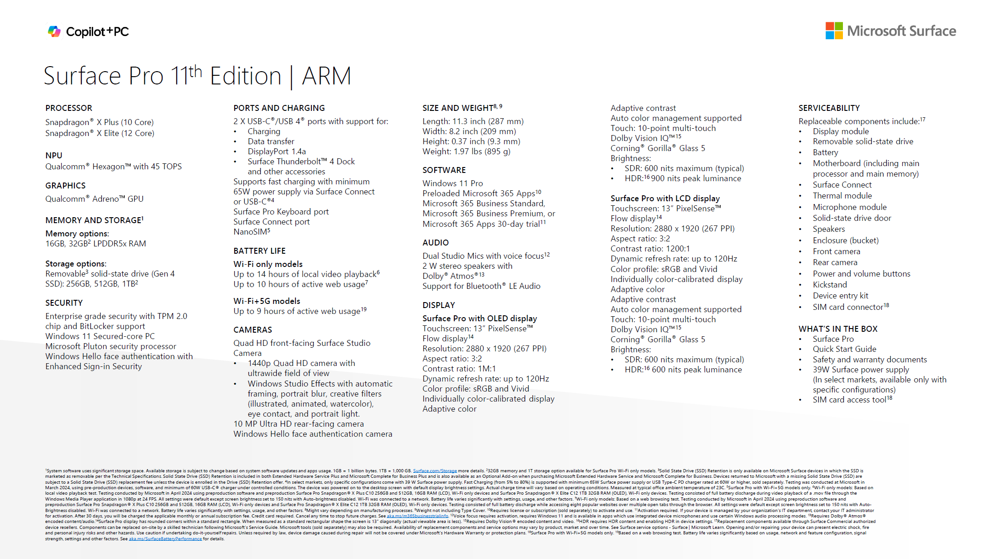 Copilot+PC
Microsoft Surface
Surface Pro 11th Edition | ARM
PROCESSOR
Snapdragon® X Plus (10 Core)
Snapdragon® X Elite (12 Core)
NPU
Qualcomm® Hexagon™ with 45 TOPS
GRAPHICS
Qualcomm® Adreno™ GPU
MEMORY AND STORAGE¹
Memory options:
16GB, 32GB² LPDDR5x RAM
Storage options:
Removable³ solid-state drive (Gen 4
SSD): 256GB, 512GB, 1TB²
SECURITY
Enterprise grade security with TPM 2.0
chip and BitLocker support
Windows 11 Secured-core PC
Microsoft Pluton security processor
Windows Hello face authentication with
Enhanced Sign-in Security
PORTS AND CHARGING
2 X USB-C®/USB 4® ports with support for:
• Charging
• Data transfer
• DisplayPort 1.4a
• Surface Thunderbolt™ 4 Dock
and other accessories
Supports fast charging with minimum
65W power supply via Surface Connect
or USB-C®⁴
Surface Pro Keyboard port
Surface Connect port
NanoSIM⁵
BATTERY LIFE
Wi-Fi only models
Up to 14 hours of local video playback⁶
Up to 10 hours of active web usage⁷
Wi-Fi+5G models
Up to 9 hours of active web usage¹⁹
CAMERAS
Quad HD front-facing Surface Studio
Camera
• 1440p Quad HD camera with
ultrawide field of view
• Windows Studio Effects with automatic
framing, portrait blur, creative filters
(illustrated, animated, watercolor),
eye contact, and portrait light.
10 MP Ultra HD rear-facing camera
Windows Hello face authentication camera
SIZE AND WEIGHT⁸, ⁹
Length: 11.3 inch (287 mm)
Width: 8.2 inch (209 mm)
Height: 0.37 inch (9.3 mm)
Weight: 1.97 lbs (895 g)
SOFTWARE
Windows 11 Pro
Preloaded Microsoft 365 Apps¹⁰
Microsoft 365 Business Standard,
Microsoft 365 Business Premium, or
Microsoft 365 Apps 30-day trial¹¹
AUDIO
Dual Studio Mics with voice focus¹²
2 W stereo speakers with
Dolby® Atmos®¹³
Support for Bluetooth® LE Audio
DISPLAY
Surface Pro with OLED display
Touchscreen: 13” PixelSense™
Flow display¹⁴
Resolution: 2880 x 1920 (267 PPI)
Aspect ratio: 3:2
Contrast ratio: 1M:1
Dynamic refresh rate: up to 120Hz
Color profile: sRGB and Vivid
Individually color-calibrated display
Adaptive color
Adaptive contrast
Auto color management supported
Touch: 10-point multi-touch
Dolby Vision IQ™¹⁵
Corning® Gorilla® Glass 5
Brightness:
• SDR: 600 nits maximum (typical)
• HDR:¹⁶ 900 nits peak luminance
Surface Pro with LCD display
Touchscreen: 13” PixelSense™
Flow display¹⁴
Resolution: 2880 x 1920 (267 PPI)
Aspect ratio: 3:2
Contrast ratio: 1200:1
Dynamic refresh rate: up to 120Hz
Color profile: sRGB and Vivid
Individually color-calibrated display
Adaptive color
Adaptive contrast
Auto color management supported
Touch: 10-point multi-touch
Dolby Vision IQ™¹⁵
Corning® Gorilla® Glass 5
Brightness:
• SDR: 600 nits maximum (typical)
• HDR:¹⁶ 600 nits peak luminance
SERVICEABILITY
Replaceable components include:¹⁷
• Display module
• Removable solid-state drive
• Battery
• Motherboard (including main
processor and main memory)
• Surface Connect
• Thermal module
• Microphone module
• Solid-state drive door
• Speakers
• Enclosure (bucket)
• Front camera
• Rear camera
• Power and volume buttons
• Kickstand
• Device entry kit
• SIM card connector¹⁸
WHAT’S IN THE BOX
• Surface Pro
• Quick Start Guide
• Safety and warranty documents
• 39W Surface power supply
(In select markets, available only with
specific configurations)
• SIM card access tool¹⁸
¹System software uses significant storage space. Available storage is subject to change based on system software updates and apps usage. 1GB = 1 billion bytes. 1TB = 1,000 GB. Surface.com/Storage more details. ²32GB memory and 1T storage option available for Surface Pro Wi-Fi only models. ³Solid State Drive (SSD) Retention is only available on Microsoft Surface devices in which the SSD is
marketed as removable per the Technical Specifications. Solid State Drive (SSD) Retention is included in both Extended Hardware Service Plus and Microsoft Complete for Business Plus and is also available as an Optional Add-on when purchasing Microsoft Extended Hardware Service and Microsoft Complete for Business. Devices returned to Microsoft with a missing Solid State Drive (SSD) are
subject to a Solid State Drive (SSD) replacement fee unless the device is enrolled in the Drive (SSD) Retention offer. ⁴In select markets, only specific configurations come with 39 W Surface power supply. Fast Charging (from 5% to 80%) is supported with minimum 65W Surface power supply or USB Type-C PD charger rated at 60W or higher, sold separately. Testing was conducted at Microsoft in
March 2024, using pre-production devices, software, and minimum of 60W USB-C® charger under controlled conditions. The device was powered on to the desktop screen with default display brightness settings. Actual charge time will vary based on operating conditions. Measured at typical office ambient temperature of 23C. ⁵Surface Pro with Wi-Fi+5G models only. ⁶Wi-Fi only models: Based on
local video playback test. Testing conducted by Microsoft in April 2024 using preproduction software and preproduction Surface Pro Snapdragon® X Plus C10 256GB and 512GB, 16GB RAM (LCD), Wi-Fi only devices and Surface Pro Snapdragon® X Elite C12 1TB 32GB RAM (OLED), Wi-Fi only devices. Testing consisted of full battery discharge during video playback of a .mov file through the
Windows Media Player application in 1080p at 24 FPS. All settings were default except screen brightness set to 150 nits with Auto-brightness disabled. Wi-Fi was connected to a network. Battery life varies significantly with settings, usage, and other factors. ⁷Wi-Fi only models: Based on a web browsing test. Testing conducted by Microsoft in April 2024 using preproduction software and
preproduction Surface Pro Snapdragon® X Plus C10 256GB and 512GB, 16GB RAM (LCD), Wi-Fi only devices and Surface Pro Snapdragon® X Elite C12 1TB 32GB RAM (OLED), Wi-Fi only devices. Testing consisted of full battery discharge while accessing eight popular websites over multiple open tabs through the browser. All settings were default except screen brightness set to 150 nits with Auto-
Brightness disabled. Wi-Fi was connected to a network. Battery life varies significantly with settings, usage, and other factors. ⁸Might vary depending on manufacturing processes. ⁹Weight not including Type Cover. ¹⁰Requires license or subscription (sold separately) to activate and use. ¹¹Activation required. If your device is managed by your organization’s IT department, contact your IT administrator
for activation. After 30 days, you will be charged the applicable monthly or annual subscription fee. Credit card required. Cancel any time to stop future charges. See aka.ms/m365businesstrialinfo. ¹²Voice focus requires activation, requires Windows 11 and is available in apps which use integrated device microphones and use certain Windows audio processing modes. ¹³Requires Dolby® Atmos®
encoded content/audio.¹⁴Surface Pro display has rounded corners within a standard rectangle. When measured as a standard rectangular shape the screen is 13” diagonally (actual viewable area is less). ¹⁵Requires Dolby Vision® encoded content and video. ¹⁶HDR requires HDR content and enabling HDR in device settings. ¹⁷Replacement components available through Surface Commercial authorized
device resellers. Components can be replaced on-site by a skilled technician following Microsoft’s Service Guide. Microsoft tools (sold separately) may also be required. Availability of replacement components and service options may vary by product, market and over time. See Surface service options - Surface | Microsoft Learn. Opening and/or repairing your device can present electric shock, fire
and personal injury risks and other hazards. Use caution if undertaking do-it-yourself repairs. Unless required by law, device damage caused during repair will not be covered under Microsoft’s Hardware Warranty or protection plans. ¹⁸Surface Pro with Wi-Fi+5G models only. ¹⁹Based on a web browsing test. Battery life varies significantly based on usage, network and feature configuration, signal
strength, settings and other factors. See aka.ms/SurfaceBatteryPerformance for details.